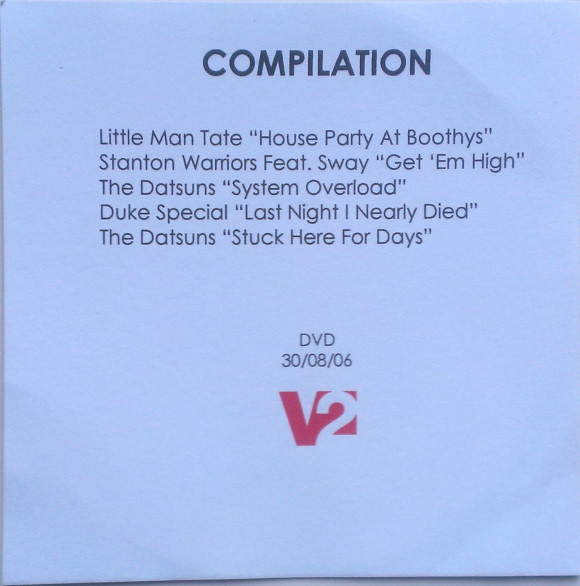 COMPILATION
Little Man Tate “House Party At Boothys”
Stanton Warriors Feat. Sway “Get ‘Em High”
The Datsuns “System Overload”
Duke Special “Last Night I Nearly Died”
The Datsuns “Stuck Here For Days”
DVD
30/08/06
V2